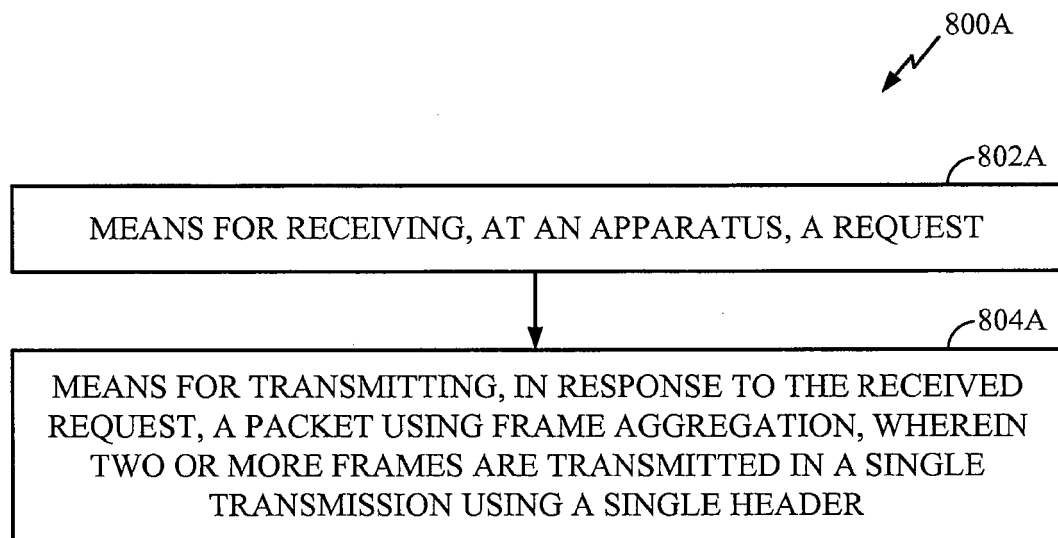 800A
802A
MEANS FOR RECEIVING, AT AN APPARATUS, A REQUEST
804A
MEANS FOR TRANSMITTING, IN RESPONSE TO THE RECEIVED
REQUEST, A PACKET USING FRAME AGGREGATION, WHEREIN
TWO OR MORE FRAMES ARE TRANSMITTED IN A SINGLE
TRANSMISSION USING A SINGLE HEADER